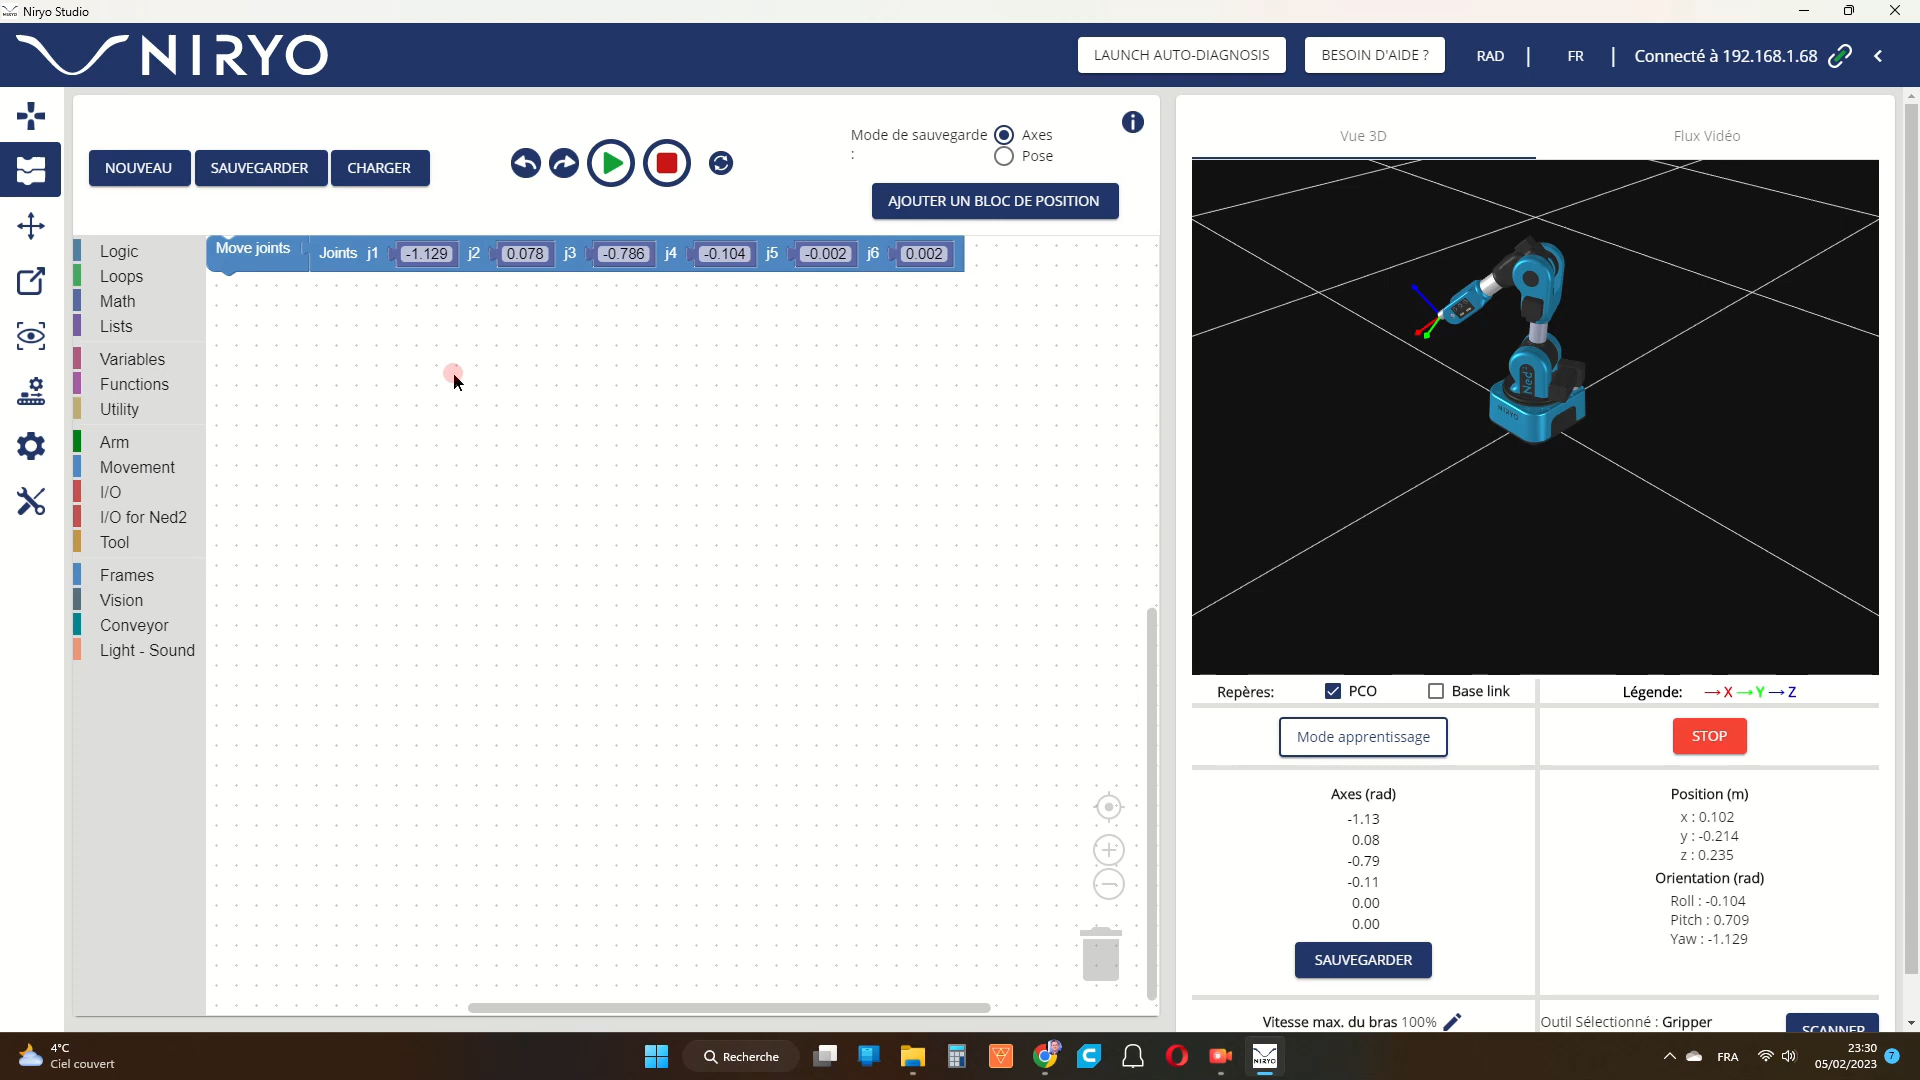 Niryo Studio
NIRYO
LAUNCH AUTO-DIAGNOSIS
BESOIN D'AIDE ?
RAD | FR | Connecté à 192.168.1.68
NOUVEAU
SAUVEGARDER
CHARGER
Mode de sauvegarde
:
Axes
Pose
AJOUTER UN BLOC DE POSITION
Logic
Loops
Math
Lists
Variables
Functions
Utility
Arm
Movement
I/O
I/O for Ned2
Tool
Frames
Vision
Conveyor
Light - Sound
Move joints Joints j1 -1.129 j2 0.078 j3 -0.786 j4 -0.104 j5 -0.002 j6 0.002
Vue 3D
Flux Vidéo
Ned2
NIRYO
Repères: PCO Base link
Légende: X Y Z
Mode apprentissage
STOP
Axes (rad)
-1.13
0.08
-0.79
-0.11
0.00
0.00
SAUVEGARDER
Position (m)
x : 0.102
y : -0.214
z : 0.235
Orientation (rad)
Roll : -0.104
Pitch : 0.709
Yaw : -1.129
Vitesse max. du bras 100%
Outil Sélectionné : Gripper
SCANNER
4°C
Ciel couvert
Recherche
NIRYO
FRA
23:30
05/02/2023
7